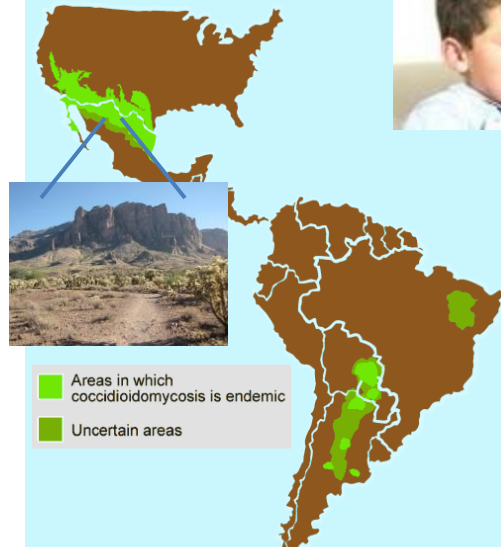 Areas in which
coccidioidomycosis is endemic
Uncertain areas